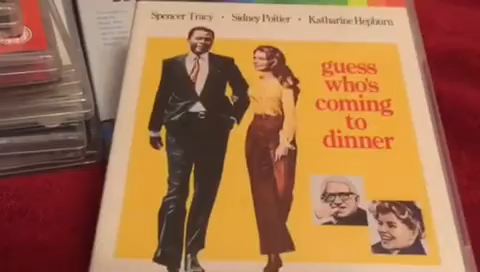 Spencer Tracy • Sidney Poitier • Katharine Hepburn
guess
who's
coming
to
dinner